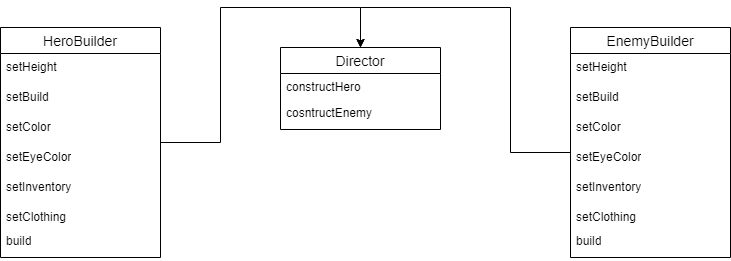 HeroBuilder
setHeight
setBuild
setColor
setEyeColor
setInventory
setClothing
build
Director
constructHero
cosntructEnemy
EnemyBuilder
setHeight
setBuild
setColor
setEyeColor
setInventory
setClothing
build